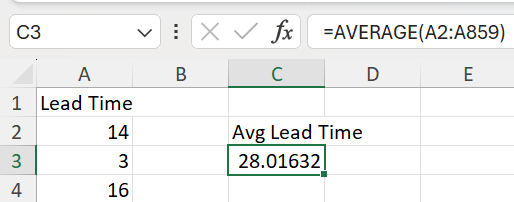 C3 fx =AVERAGE(A2:A859)
A B C D E
1 Lead Time
2 14 Avg Lead Time
3 3 28.01632
4 16